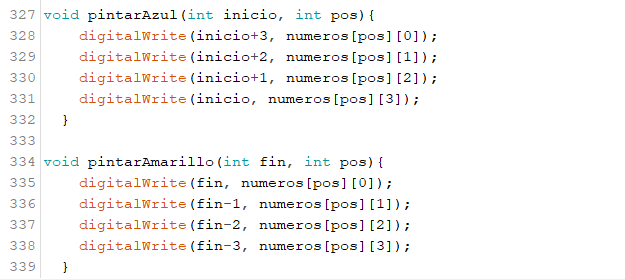 327 void pintarAzul(int inicio, int pos){
328     digitalWrite(inicio+3, numeros[pos][0]);
329     digitalWrite(inicio+2, numeros[pos][1]);
330     digitalWrite(inicio+1, numeros[pos][2]);
331     digitalWrite(inicio, numeros[pos][3]);
332   }
333
334 void pintarAmarillo(int fin, int pos){
335     digitalWrite(fin, numeros[pos][0]);
336     digitalWrite(fin-1, numeros[pos][1]);
337     digitalWrite(fin-2, numeros[pos][2]);
338     digitalWrite(fin-3, numeros[pos][3]);
339   }